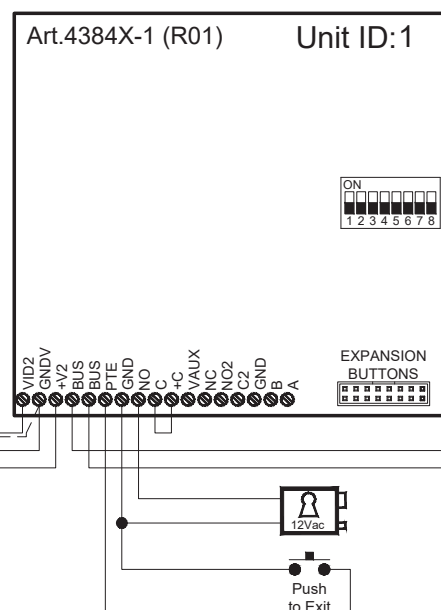 Art.4384X-1 (R01)
Unit ID:1
ON
1 2 3 4 5 6 7 8
VID2
GNDV
+V2
BUS
BUS
PTE
GND
NO
C
+C
VAUX
NC
NO2
C2
GND
B
A
EXPANSION
BUTTONS
12Vac
Push
to Exit